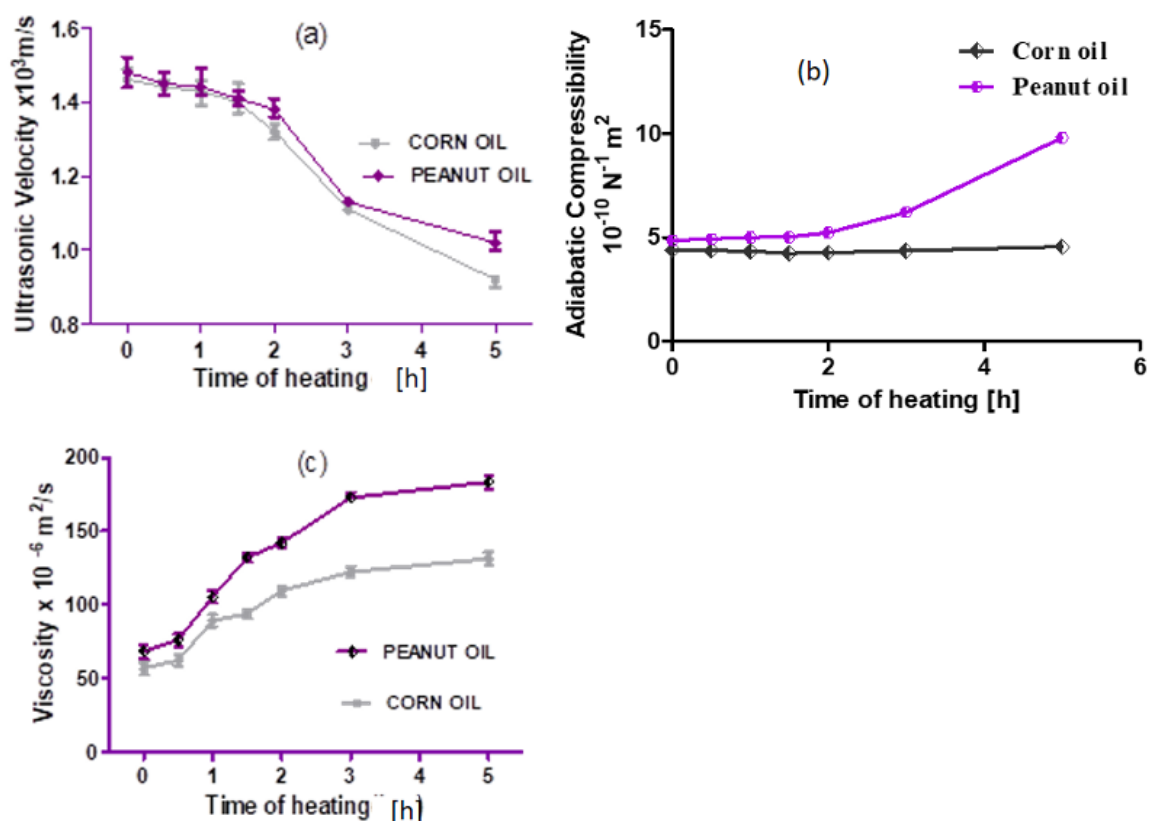 (a)
Ultrasonic Velocity x10³m/s
1.6
1.4
1.2
1.0
0.8
CORN OIL
PEANUT OIL
0 1 2 3 4 5
Time of heating [h]
(b)
Adiabatic Compressibility
10⁻¹⁰ N⁻¹ m²
15
10
5
0
Corn oil
Peanut oil
0 2 4 6
Time of heating [h]
(c)
Viscosity x 10 ⁻⁶ m²/s
200
150
100
50
0
PEANUT OIL
CORN OIL
0 1 2 3 4 5
Time of heating [h]